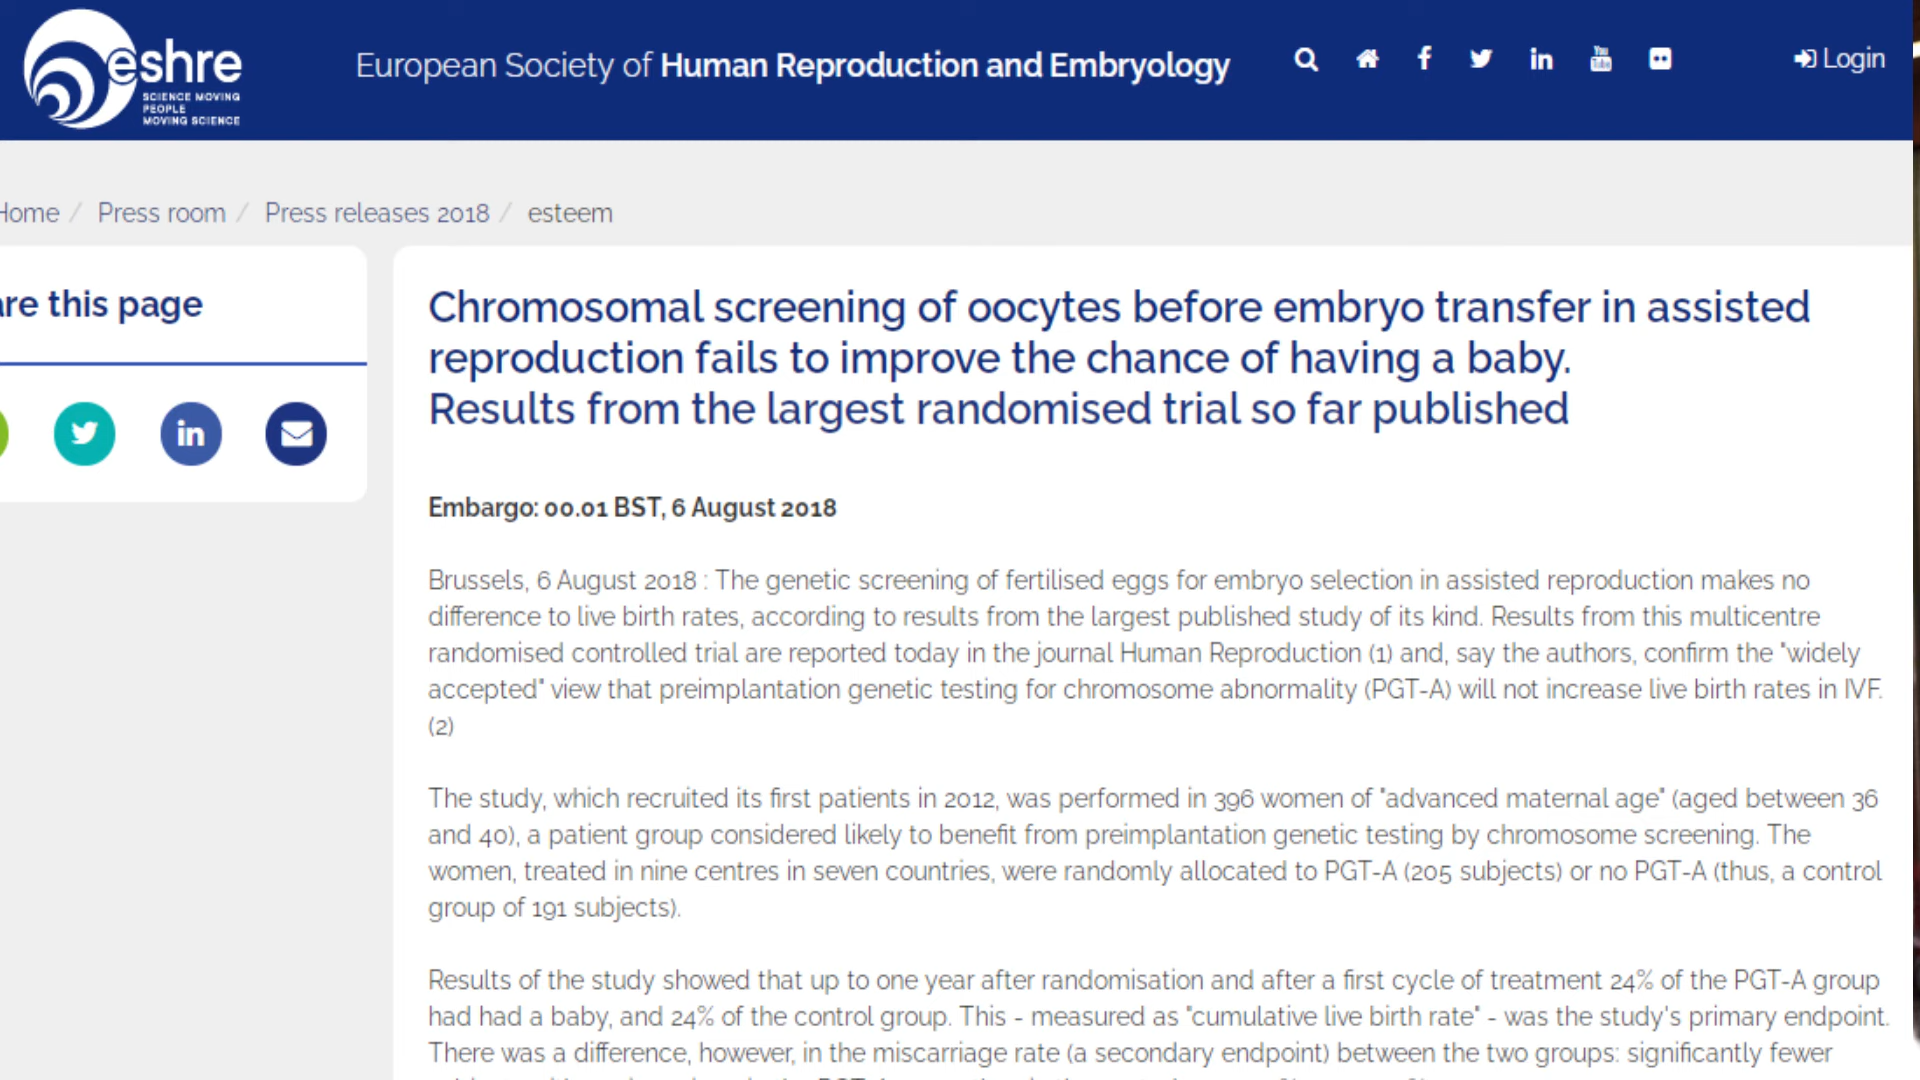 eshre
SCIENCE MOVING
PEOPLE
MOVING SCIENCE
European Society of Human Reproduction and Embryology
Login
Home / Press room / Press releases 2018 / esteem
are this page
Chromosomal screening of oocytes before embryo transfer in assisted
reproduction fails to improve the chance of having a baby.
Results from the largest randomised trial so far published
Embargo: 00.01 BST, 6 August 2018
Brussels, 6 August 2018 : The genetic screening of fertilised eggs for embryo selection in assisted reproduction makes no
difference to live birth rates, according to results from the largest published study of its kind. Results from this multicentre
randomised controlled trial are reported today in the journal Human Reproduction (1) and, say the authors, confirm the "widely
accepted" view that preimplantation genetic testing for chromosome abnormality (PGT-A) will not increase live birth rates in IVF.
(2)
The study, which recruited its first patients in 2012, was performed in 396 women of "advanced maternal age" (aged between 36
and 40), a patient group considered likely to benefit from preimplantation genetic testing by chromosome screening. The
women, treated in nine centres in seven countries, were randomly allocated to PGT-A (205 subjects) or no PGT-A (thus, a control
group of 191 subjects).
Results of the study showed that up to one year after randomisation and after a first cycle of treatment 24% of the PGT-A group
had had a baby, and 24% of the control group. This - measured as "cumulative live birth rate" - was the study's primary endpoint.
There was a difference, however, in the miscarriage rate (a secondary endpoint) between the two groups: significantly fewer